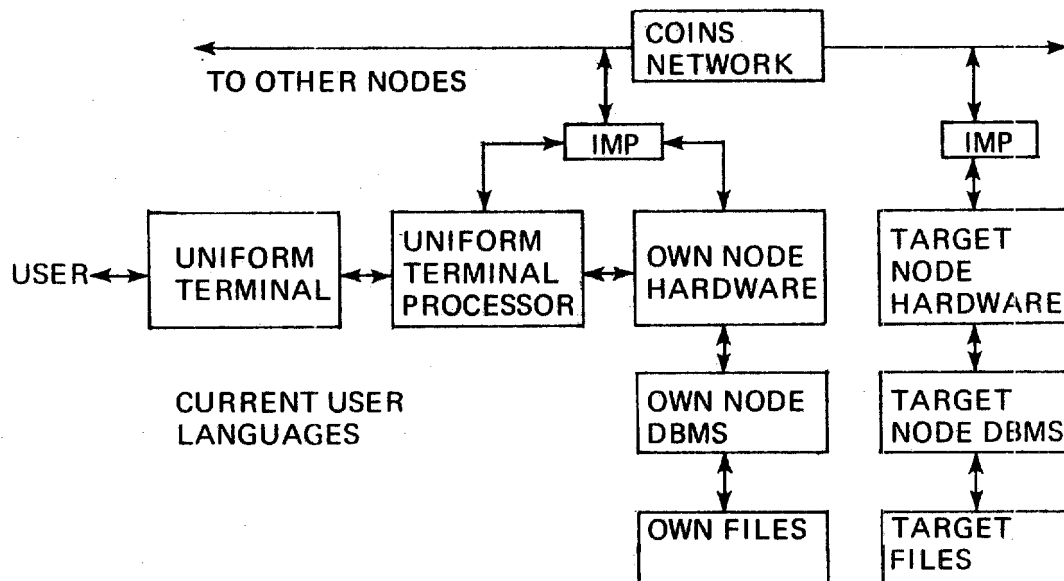 COINS
NETWORK
TO OTHER NODES
IMP
IMP
USER
UNIFORM
TERMINAL
UNIFORM
TERMINAL
PROCESSOR
OWN NODE
HARDWARE
TARGET
NODE
HARDWARE
CURRENT USER
LANGUAGES
OWN NODE
DBMS
TARGET
NODE DBMS
OWN FILES
TARGET
FILES